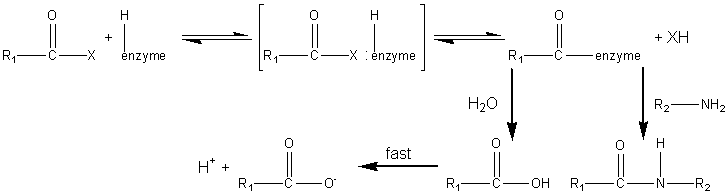 O H O H O
R1 X + enzyme R1 X : enzyme R1 enzyme + XH
H2O R2 NH2
O O O H
H+ + R1 O- fast R1 OH R1 N R2